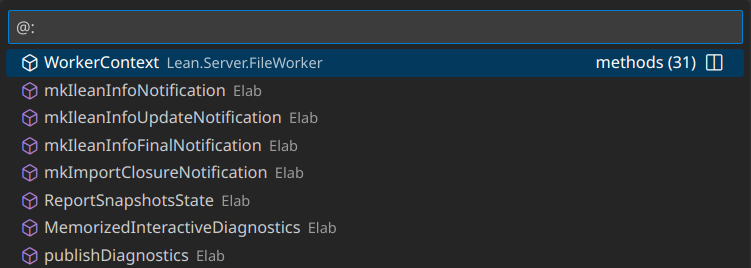 @:
WorkerContext Lean.Server.FileWorker methods (31)
mkIleanInfoNotification Elab
mkIleanInfoUpdateNotification Elab
mkIleanInfoFinalNotification Elab
mkImportClosureNotification Elab
ReportSnapshotsState Elab
MemorizedInteractiveDiagnostics Elab
publishDiagnostics Elab